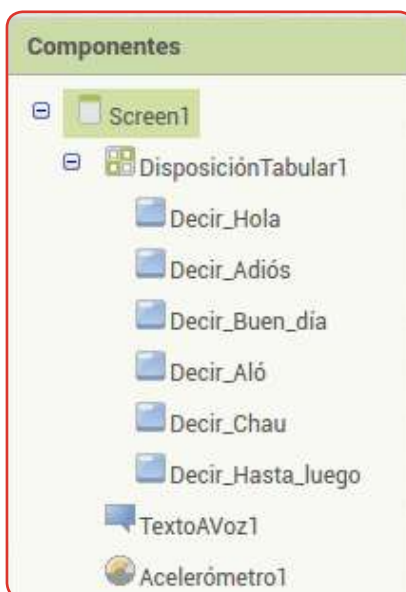 Componentes
Screen1
DisposiciónTabular1
Decir_Hola
Decir_Adiós
Decir_Buen_día
Decir_Aló
Decir_Chau
Decir_Hasta_luego
TextoAVoz1
Acelerómetro1